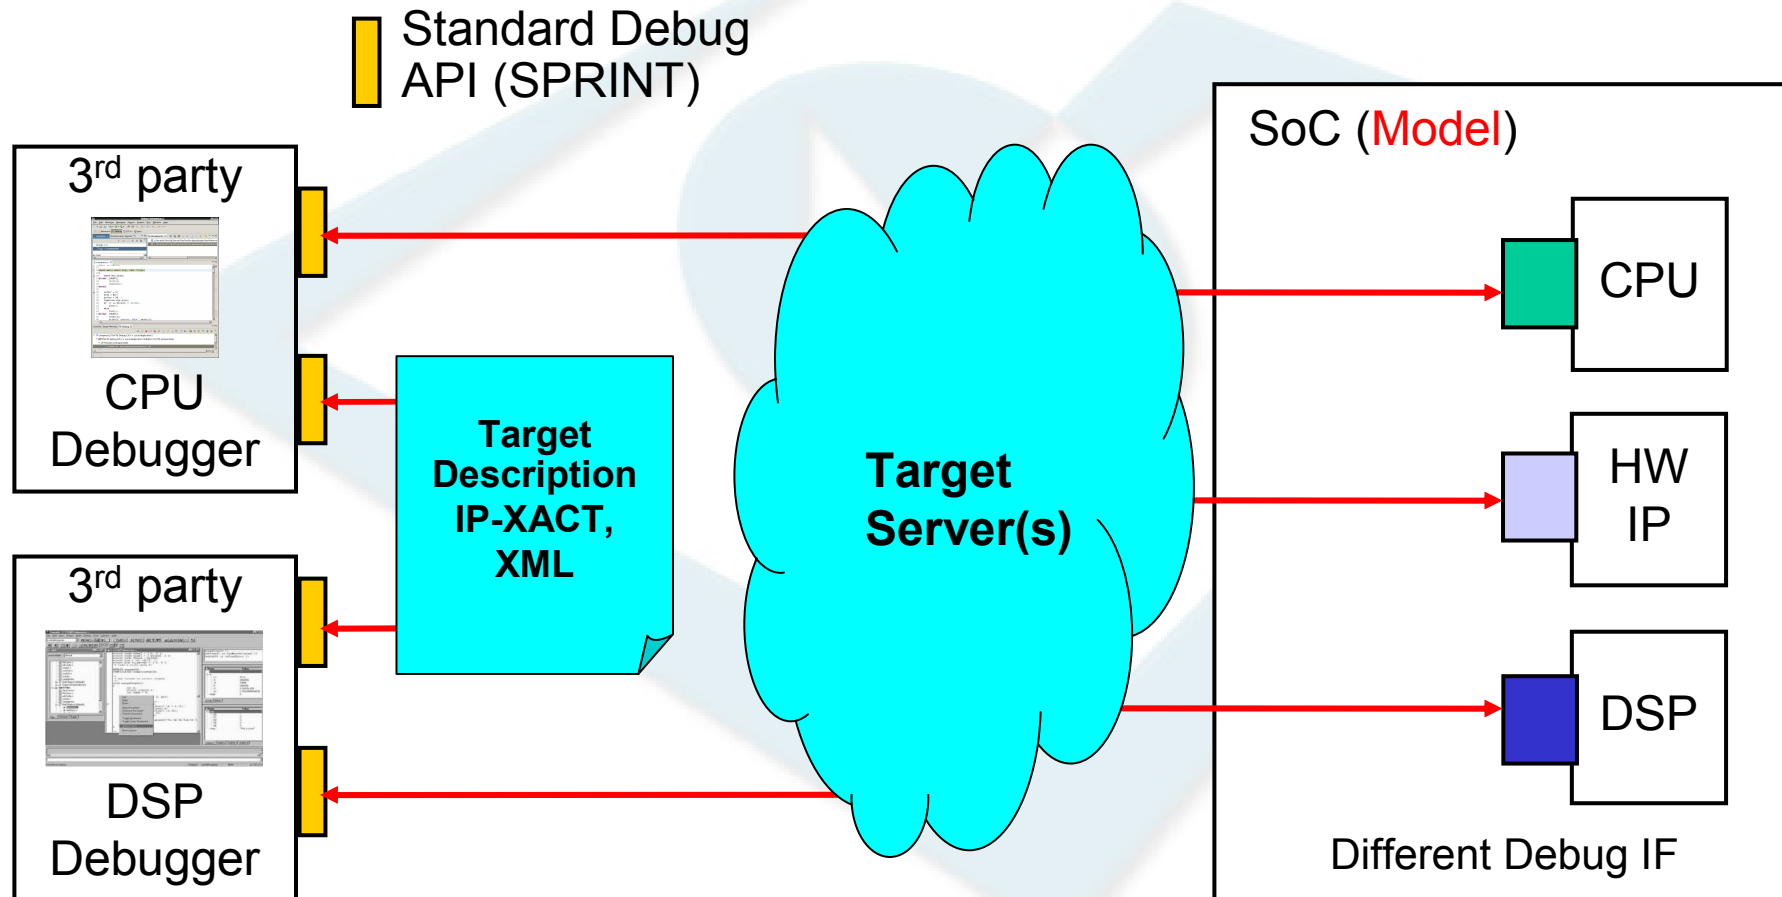 Standard Debug
API (SPRINT)
SoC (Model)
3rd party
CPU
Debugger
3rd party
DSP
Debugger
Target
Description
IP-XACT,
XML
Target
Server(s)
CPU
HW
IP
DSP
Different Debug IF